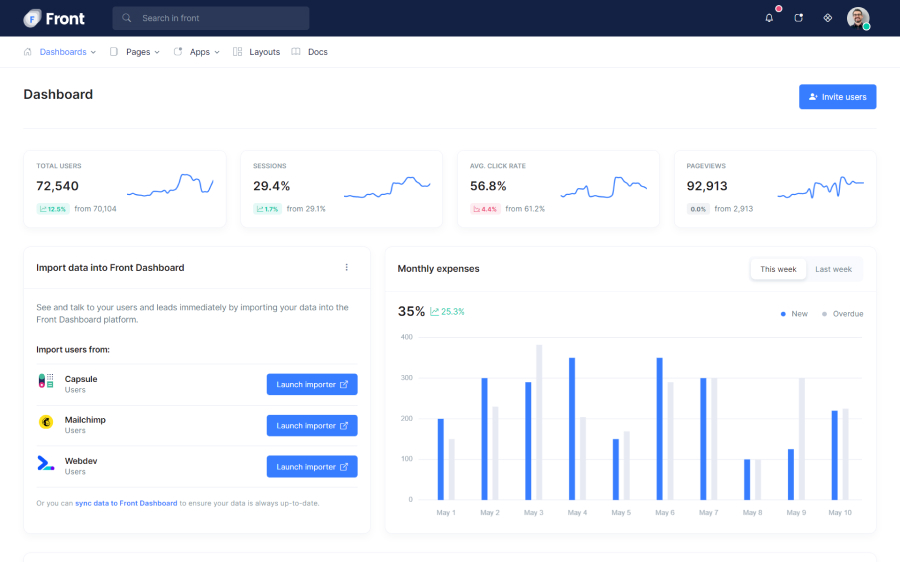 Front
Search in front
Dashboards
Pages
Apps
Layouts
Docs
Dashboard
Invite users
TOTAL USERS
72,540
12.5% from 70,104
SESSIONS
29.4%
1.7% from 29.1%
AVG. CLICK RATE
56.8%
4.4% from 61.2%
PAGEVIEWS
92,913
0.0% from 2,913
Import data into Front Dashboard
See and talk to your users and leads immediately by importing your data into the
Front Dashboard platform.
Import users from:
Capsule
Users
Launch importer
Mailchimp
Users
Launch importer
Webdev
Users
Launch importer
Or you can sync data to Front Dashboard to ensure your data is always up-to-date.
Monthly expenses
This week
Last week
35% 25.3%
New
Overdue
400
300
200
100
0
May 1 May 2 May 3 May 4 May 5 May 6 May 7 May 8 May 9 May 10